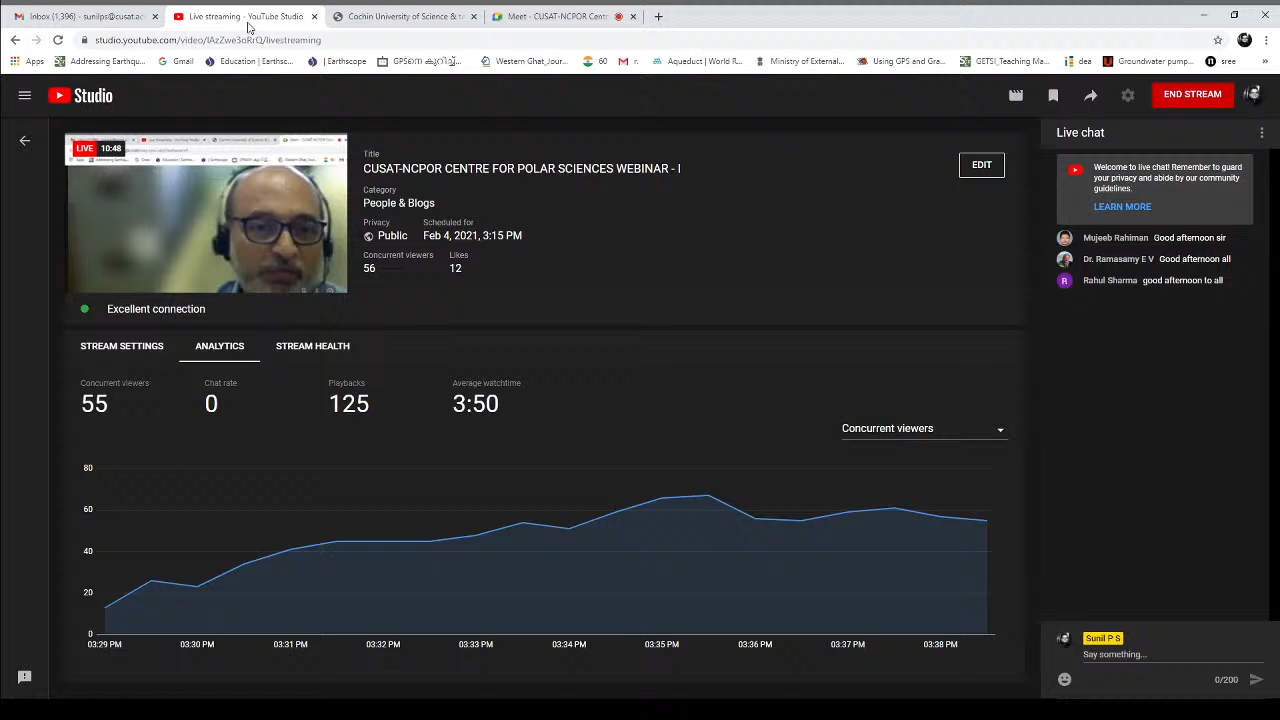 Inbox (1,396) - sunilps@cusat.ac
Live streaming - YouTube Studio
Cochin University of Science & t
Meet - CUSAT-NCPOR Cent
studio.youtube.com/video/lAzZwe3oRrQ/livestreaming
Apps
Addressing Earthqu...
Gmail
Education | Earthsc...
Earthscope
Western Ghat_Jour...
60
r.
Aqueduct | World R...
Ministry of External...
Using GPS and Gra...
GETSI_Teaching Ma...
dea
Groundwater pump...
sree
Studio
END STREAM
LIVE 10:48
Title
CUSAT-NCPOR CENTRE FOR POLAR SCIENCES WEBINAR - I
EDIT
Category
People & Blogs
Privacy
Scheduled for
Public
Feb 4, 2021, 3:15 PM
Concurrent viewers
Likes
56
12
Excellent connection
STREAM SETTINGS
ANALYTICS
STREAM HEALTH
Concurrent viewers
Chat rate
Playbacks
Average watchtime
55
0
125
3:50
Concurrent viewers
80
60
40
20
0
03:29 PM
03:30 PM
03:31 PM
03:32 PM
03:33 PM
03:34 PM
03:35 PM
03:36 PM
03:37 PM
03:38 PM
Live chat
Welcome to live chat! Remember to guard
your privacy and abide by our community
guidelines.
LEARN MORE
Mujeeb Rahiman Good afternoon sir
Dr. Ramasamy E V Good afternoon all
R Rahul Sharma good afternoon to all
Sunil P S
Say something...
0/200